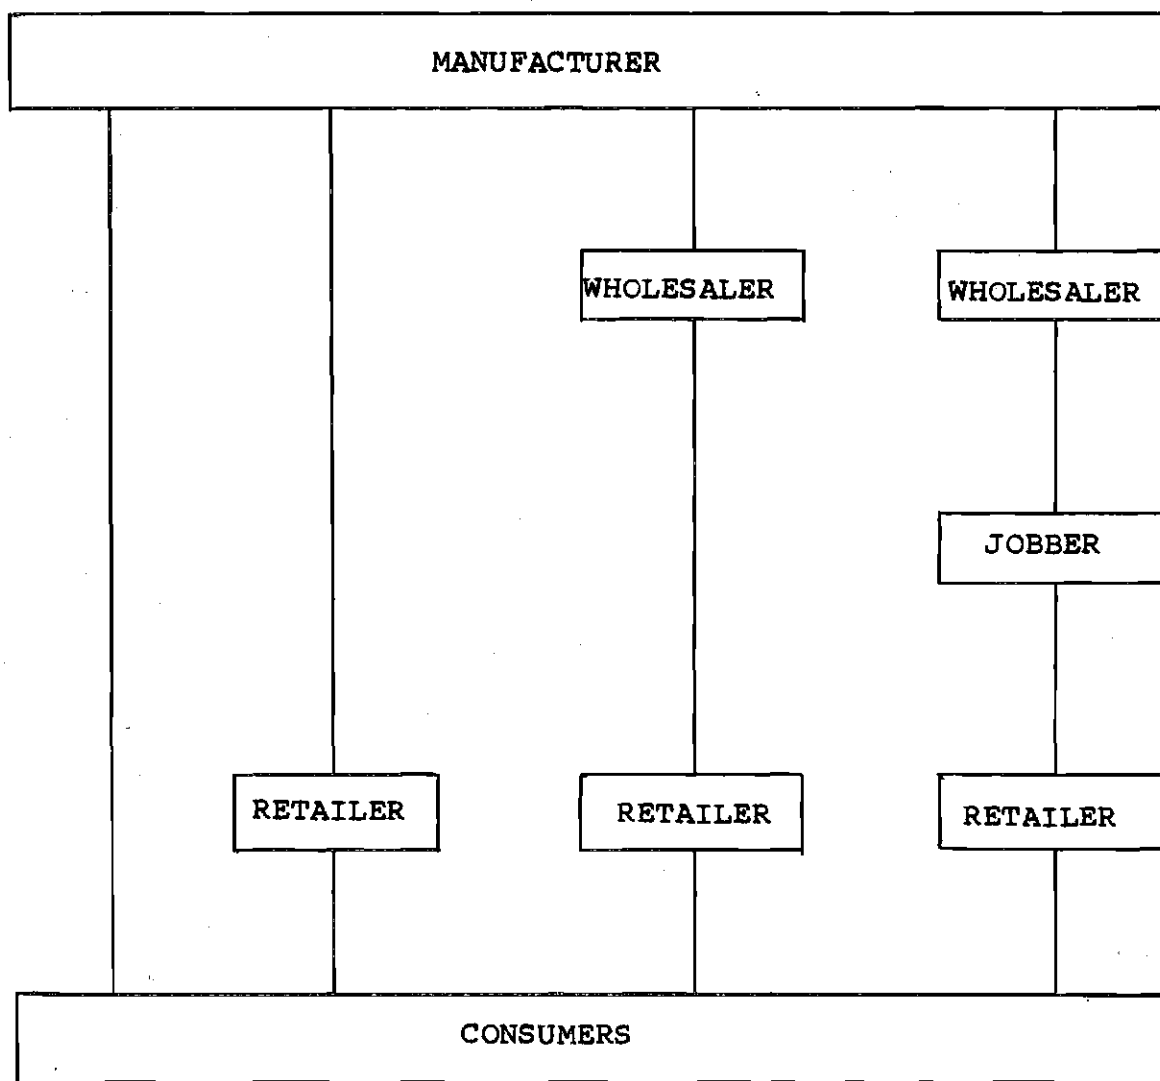 MANUFACTURER
WHOLESALER
WHOLESALER
JOBBER
RETAILER
RETAILER
RETAILER
CONSUMERS